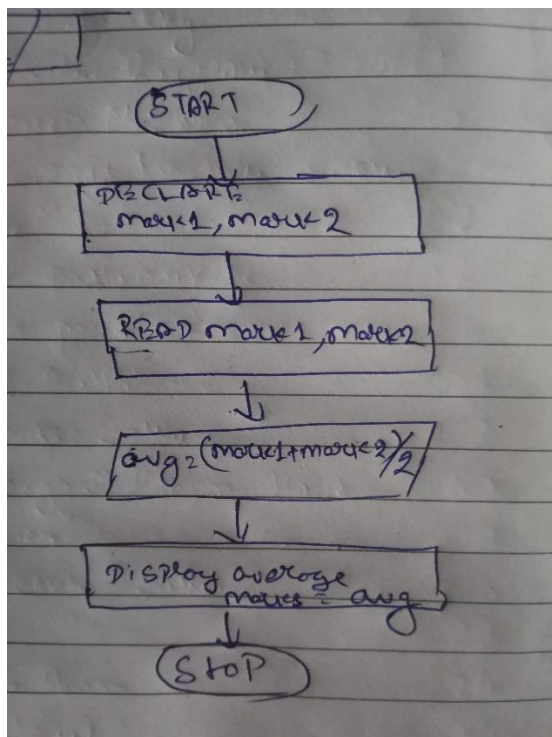 START
DECLARE
mark1, mark2
READ mark1, mark2
avg=(mark1+mark2)/2
Display average
marks = avg
StOP